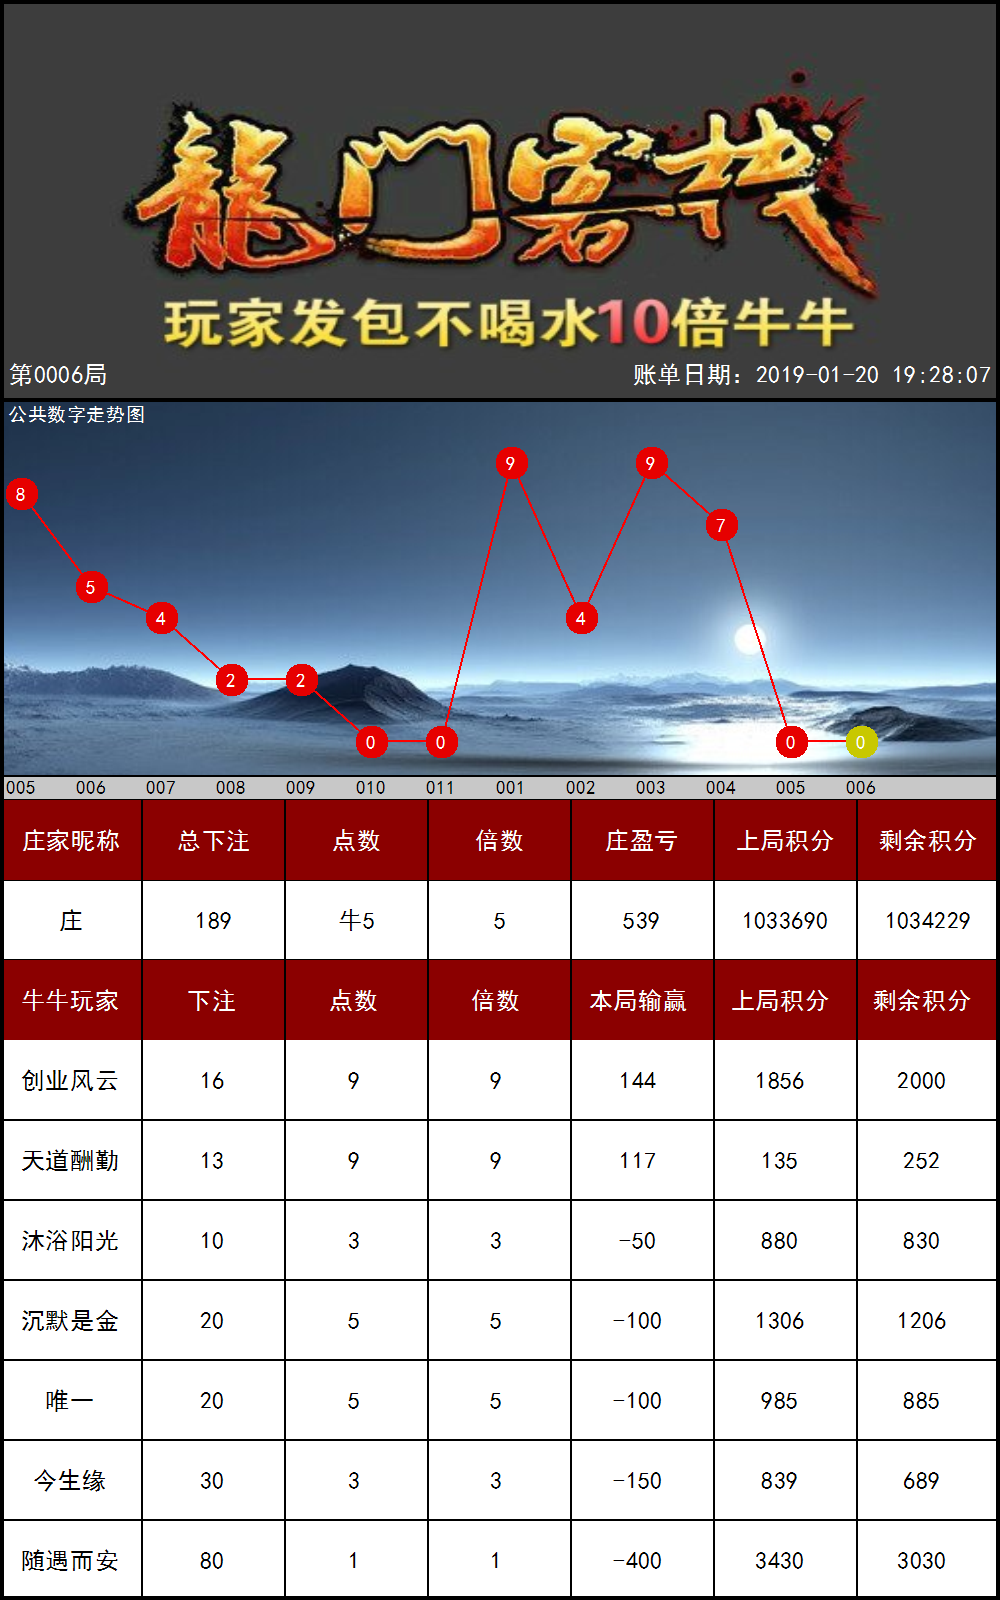 龍门客栈
玩家发包不喝水10倍牛牛
第0006局 账单日期：2019-01-20 19:28:07
公共数字走势图
9 9
8
7
5
4 4
2 2
0 0 0 0
005 006 007 008 009 010 011 001 002 003 004 005 006
庄家昵称 总下注 点数 倍数 庄盈亏 上局积分 剩余积分
庄 189 牛5 5 539 1033690 1034229
牛牛玩家 下注 点数 倍数 本局输赢 上局积分 剩余积分
创业风云 16 9 9 144 1856 2000
天道酬勤 13 9 9 117 135 252
沐浴阳光 10 3 3 -50 880 830
沉默是金 20 5 5 -100 1306 1206
唯一 20 5 5 -100 985 885
今生缘 30 3 3 -150 839 689
随遇而安 80 1 1 -400 3430 3030